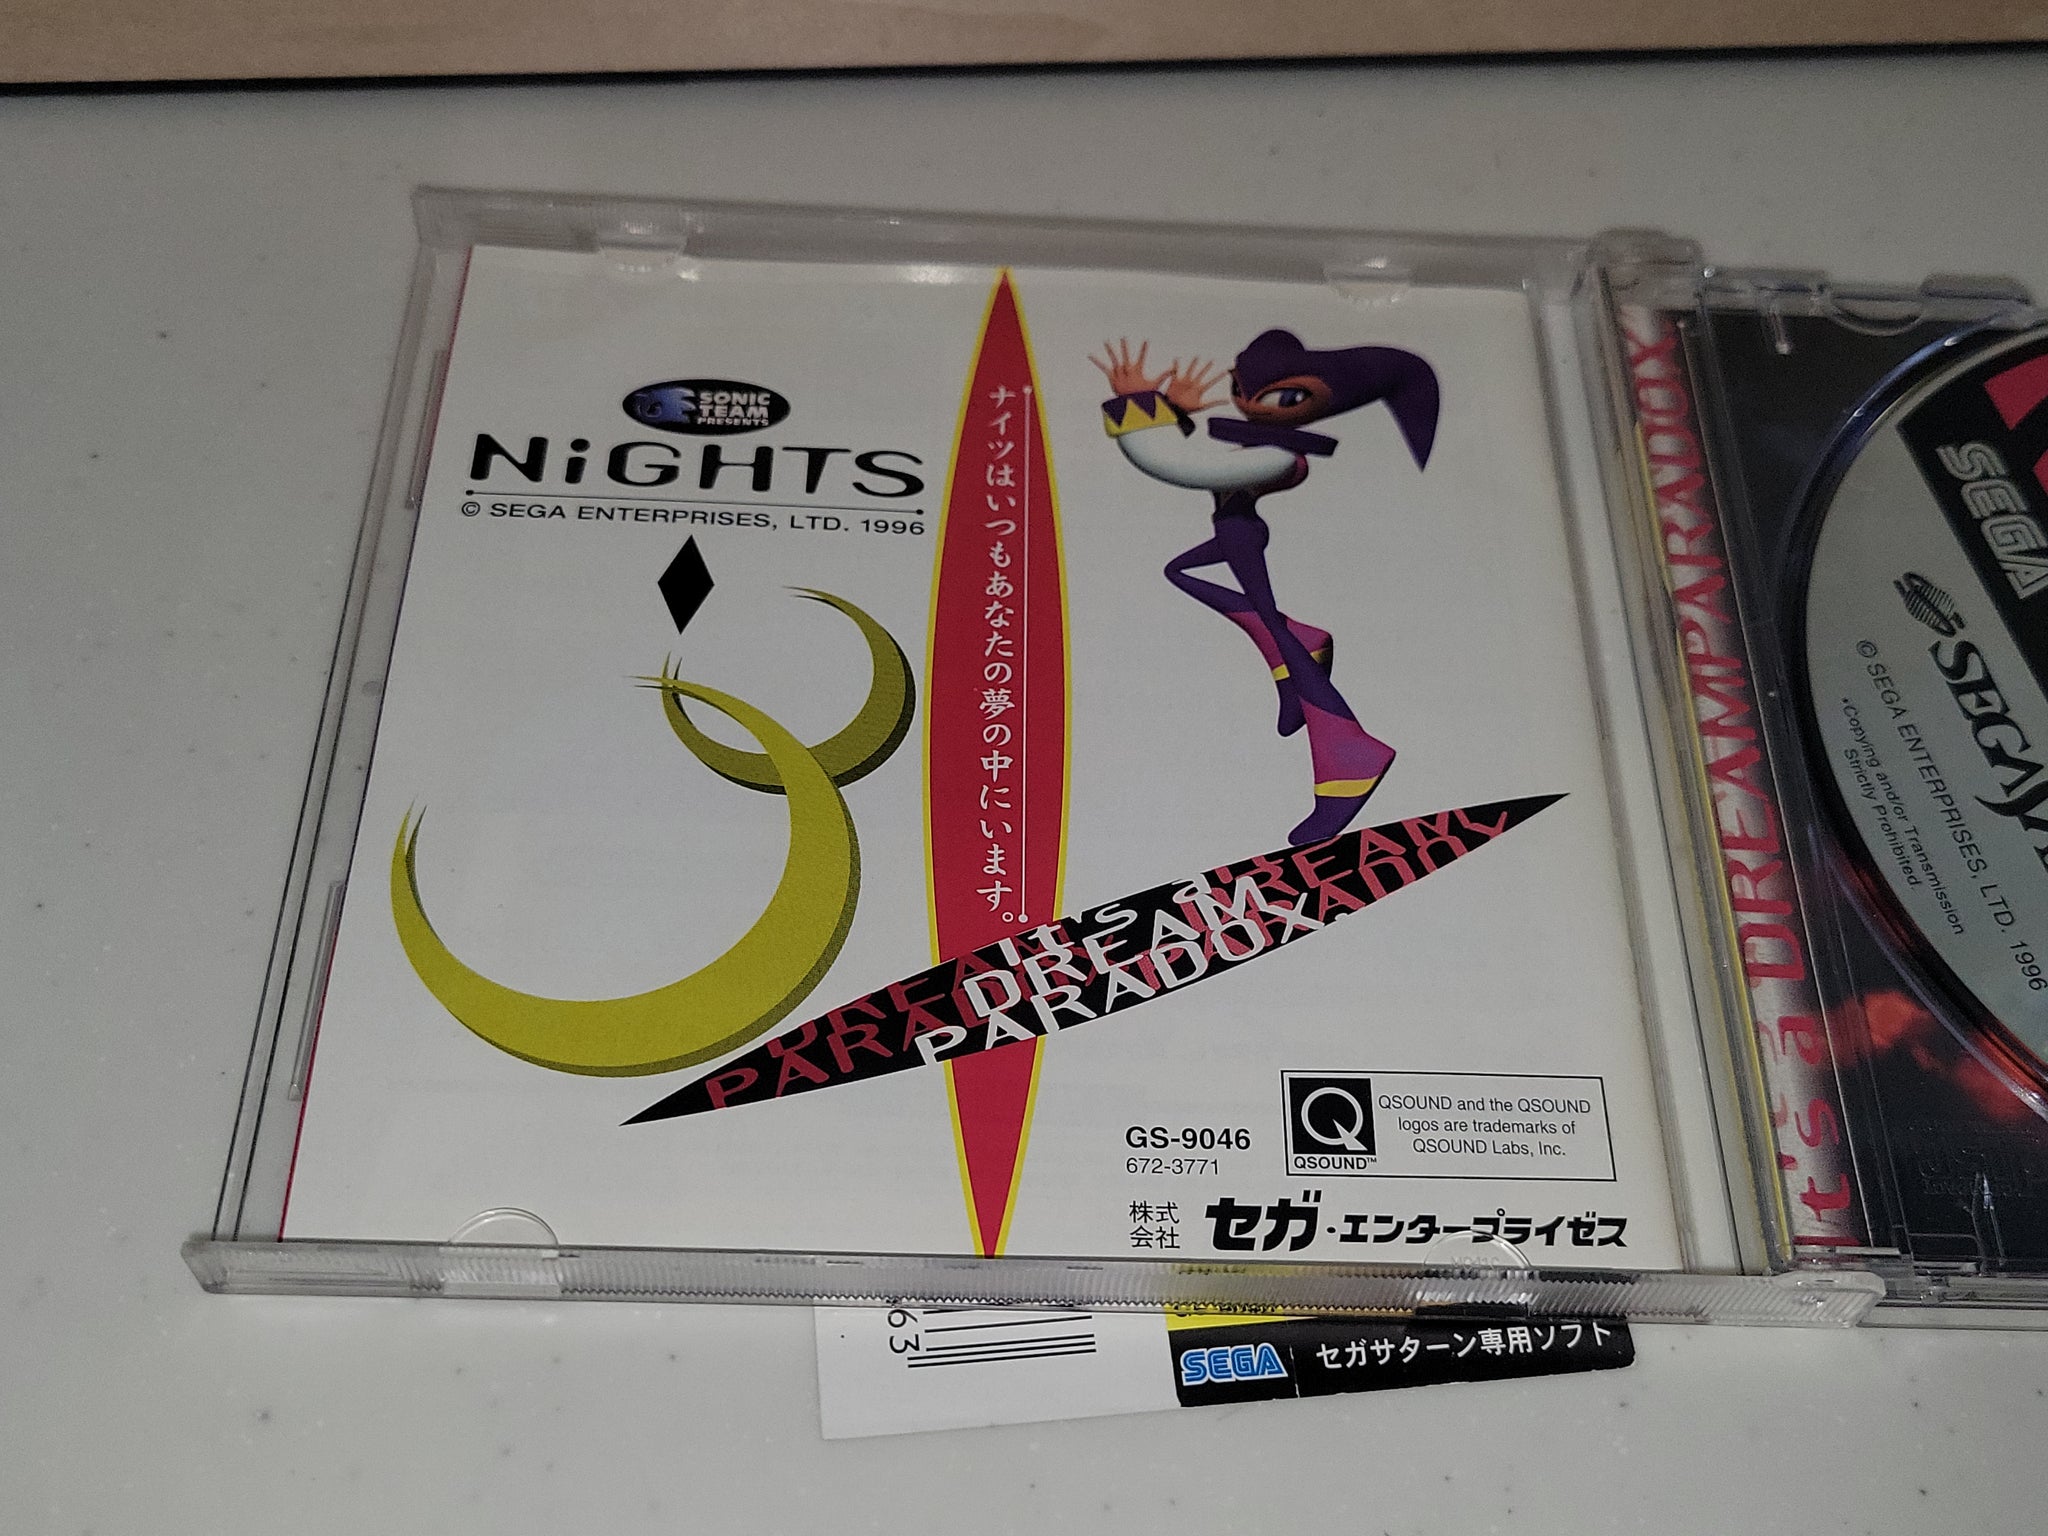 SONIC
TEAM
PRESENTS
NiGHTS
© SEGA ENTERPRISES, LTD. 1996
ナイツはいつもあなたの夢の中にいます。
It's a
DREAM
PARADOX.
GS-9046
672-3771
QSOUND™
QSOUND and the QSOUND
logos are trademarks of
QSOUND Labs, Inc.
株式
会社
セガ・エンタープライゼス
63
SEGA
セガサターン専用ソフト
It's a DREAMPARADOX
SEGA
© SEGA ENTERPRISES, LTD. 1996
•Copying and/or Transmission
Strictly Prohibited.